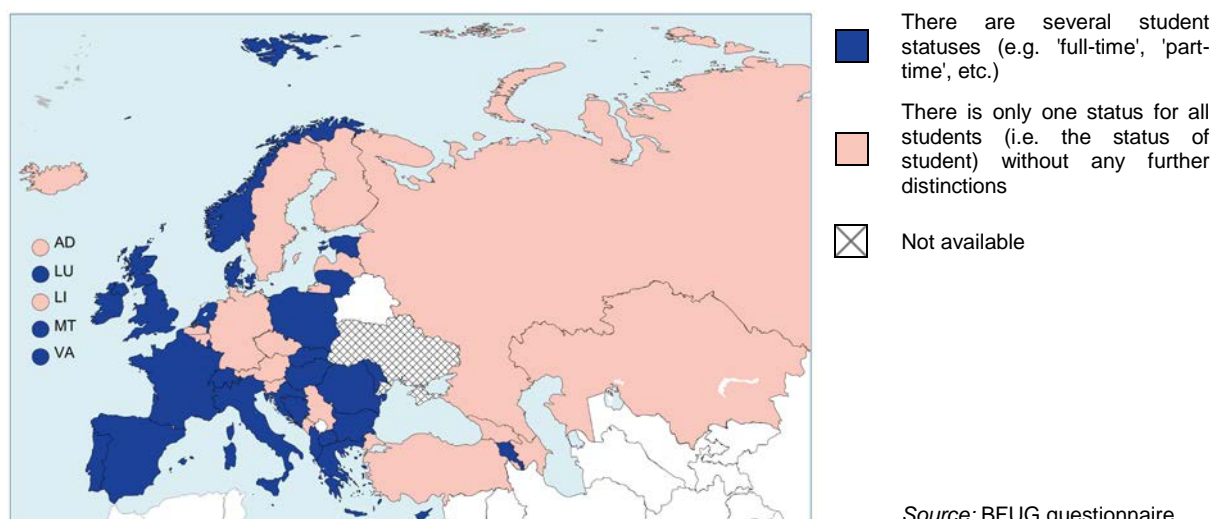 AD
LU
LI
MT
VA
There are several student
statuses (e.g. 'full-time', 'part-
time', etc.)
There is only one status for all
students (i.e. the status of
student) without any further
distinctions
Not available
Source: BFUG questionnaire